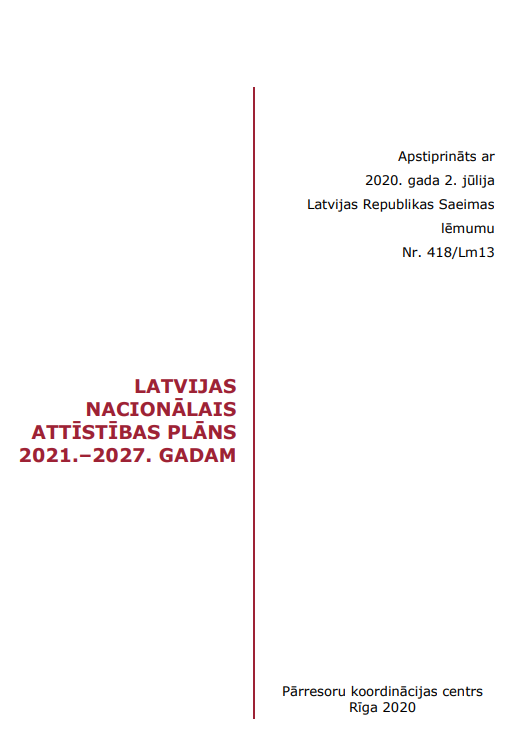 Apstiprināts ar
2020. gada 2. jūlija
Latvijas Republikas Saeimas
lēmumu
Nr. 418/Lm13
LATVIJAS
NACIONĀLAIS
ATTĪSTĪBAS PLĀNS
2021.–2027. GADAM
Pārresoru koordinācijas centrs
Rīga 2020